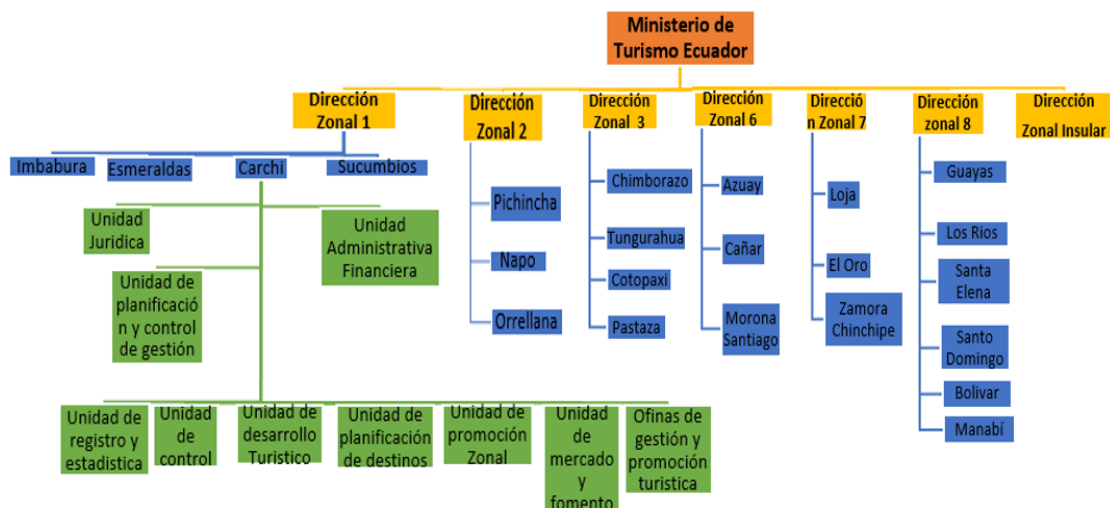 Ministerio de
Turismo Ecuador
Dirección
Zonal 1
Dirección
Zonal 2
Dirección
Zonal 3
Dirección
Zonal 6
Direcció
n Zonal 7
Dirección
zonal 8
Dirección
Zonal Insular
Imbabura
Esmeraldas
Carchi
Sucumbios
Unidad
Juridica
Unidad
Administrativa
Financiera
Unidad de
planificació
n y control
de gestión
Unidad de
registro y
estadistica
Unidad
de
control
Unidad de
desarrollo
Turistico
Unidad de
planificación
de destinos
Unidad de
promoción
Zonal
Unidad
de
mercado
y
fomento
Ofinas de
gestión y
promoción
turistica
Pichincha
Napo
Orrellana
Chimborazo
Tungurahua
Cotopaxi
Pastaza
Azuay
Cañar
Morona
Santiago
Loja
El Oro
Zamora
Chinchipe
Guayas
Los Rios
Santa
Elena
Santo
Domingo
Bolivar
Manabí